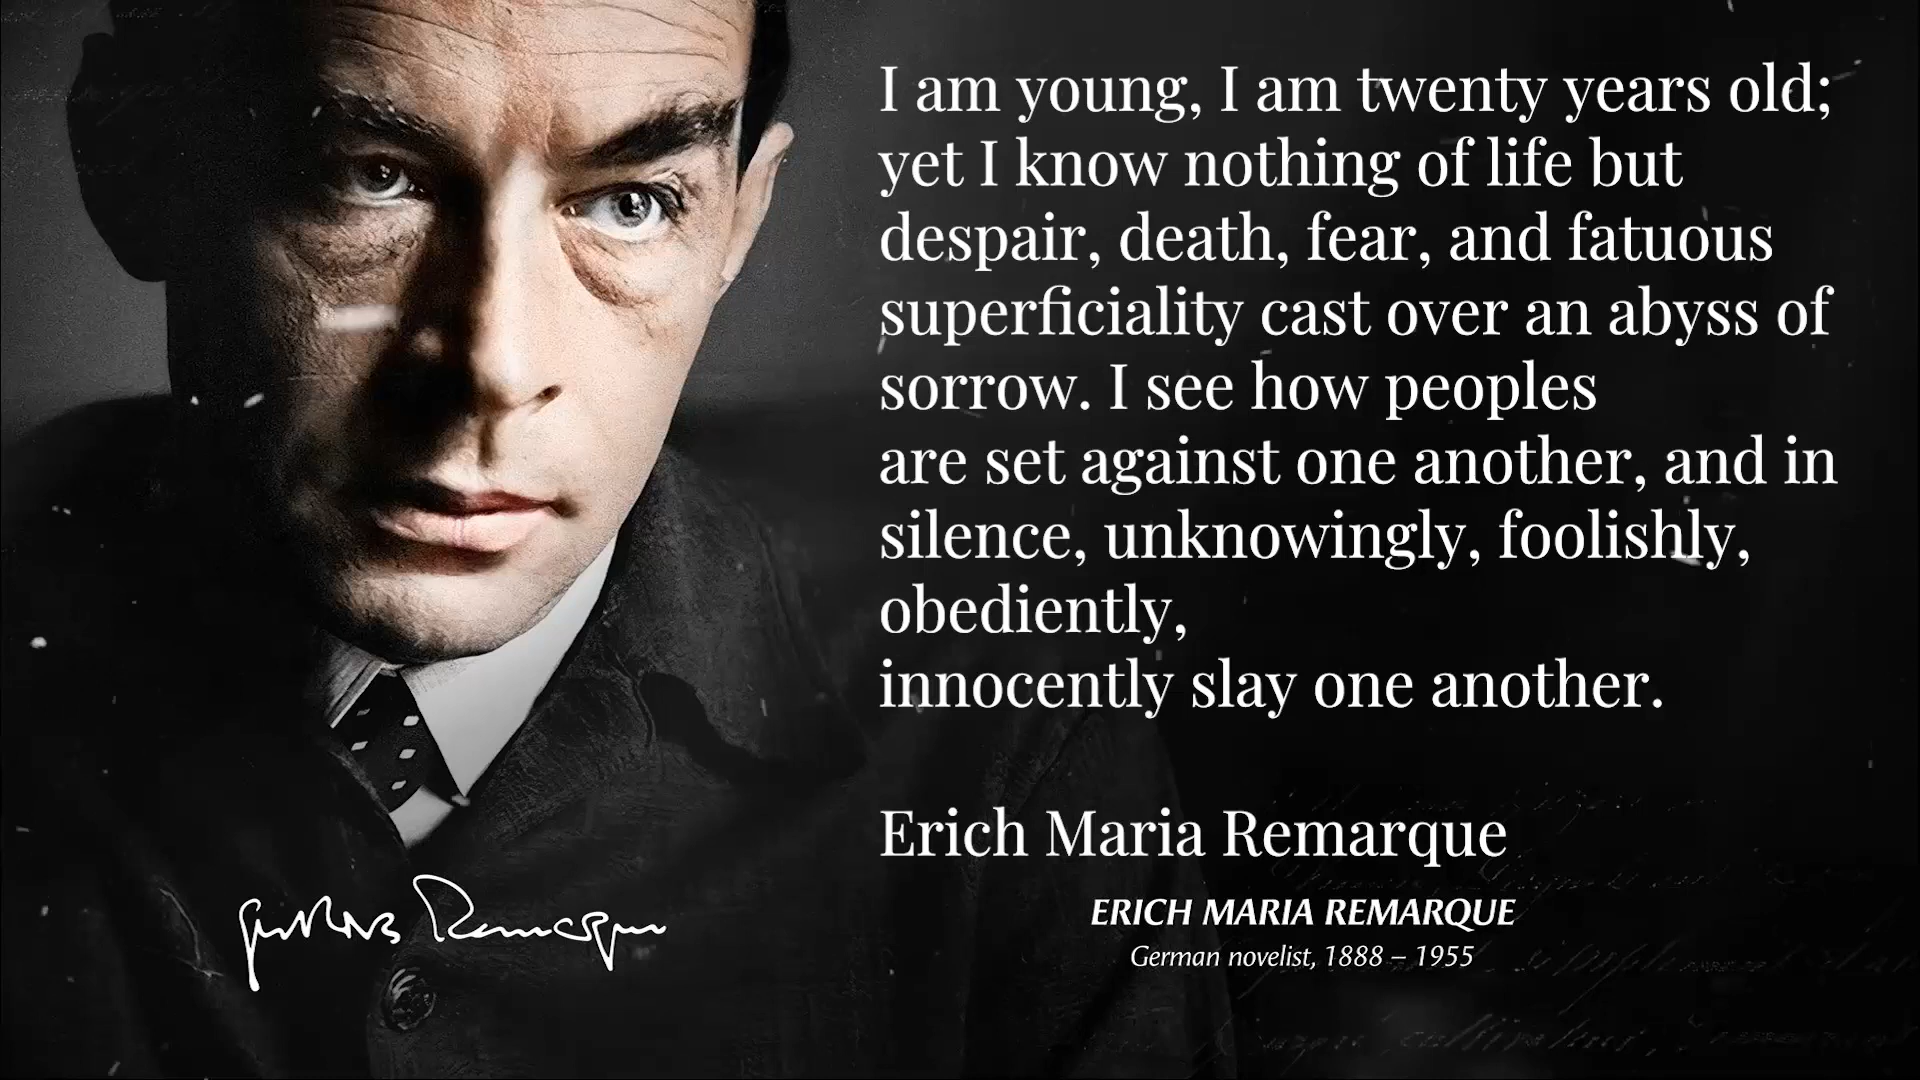 I am young, I am twenty years old;
yet I know nothing of life but
despair, death, fear, and fatuous
superficiality cast over an abyss of
sorrow. I see how peoples
are set against one another, and in
silence, unknowingly, foolishly,
obediently,
innocently slay one another.
Erich Maria Remarque
ERICH MARIA REMARQUE
German novelist, 1888 – 1955